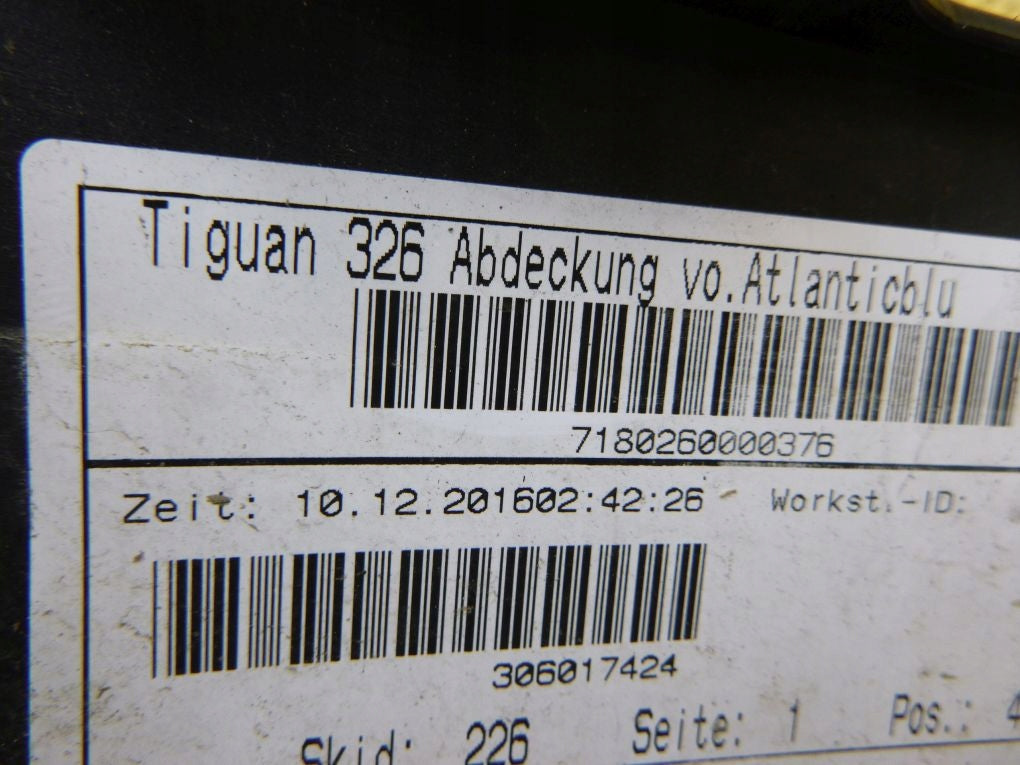 Tiguan 326 Abdeckung vo.Atlanticblu
7180260000376
Zeit: 10.12.201602:42:26 Workst.-ID:
306017424
Skid: 226 Seite: 1 Pos.: 4